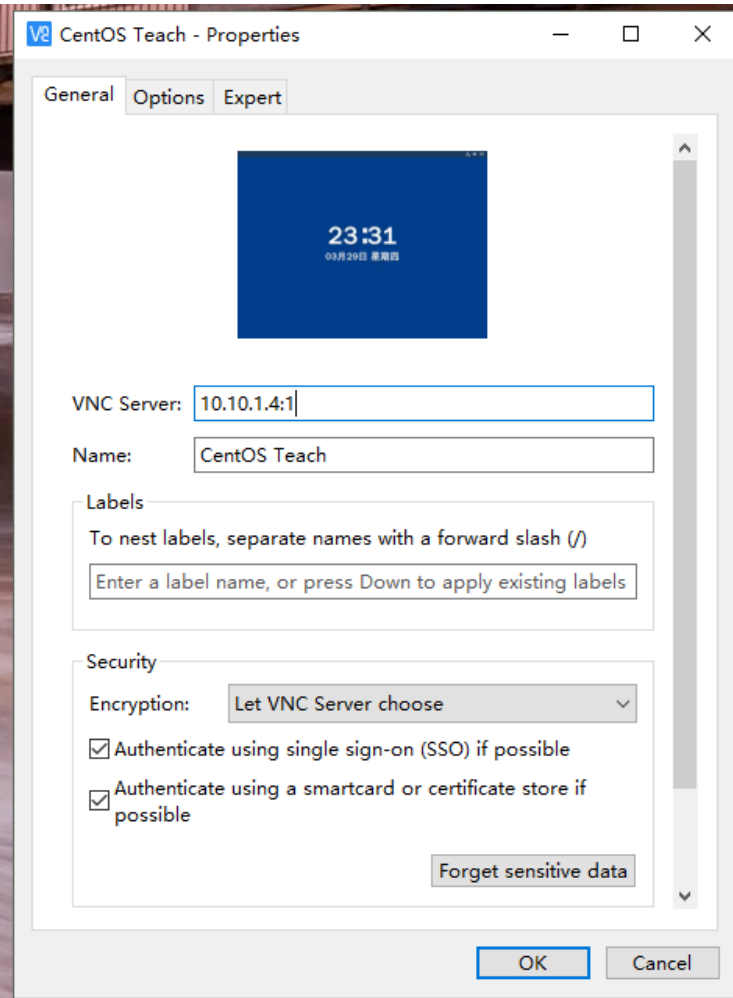 CentOS Teach - Properties
General Options Expert
23:31
03月29日 星期四
VNC Server: 10.10.1.4:1
Name: CentOS Teach
Labels
To nest labels, separate names with a forward slash (/)
Enter a label name, or press Down to apply existing labels
Security
Encryption: Let VNC Server choose
Authenticate using single sign-on (SSO) if possible
Authenticate using a smartcard or certificate store if
possible
Forget sensitive data
OK Cancel